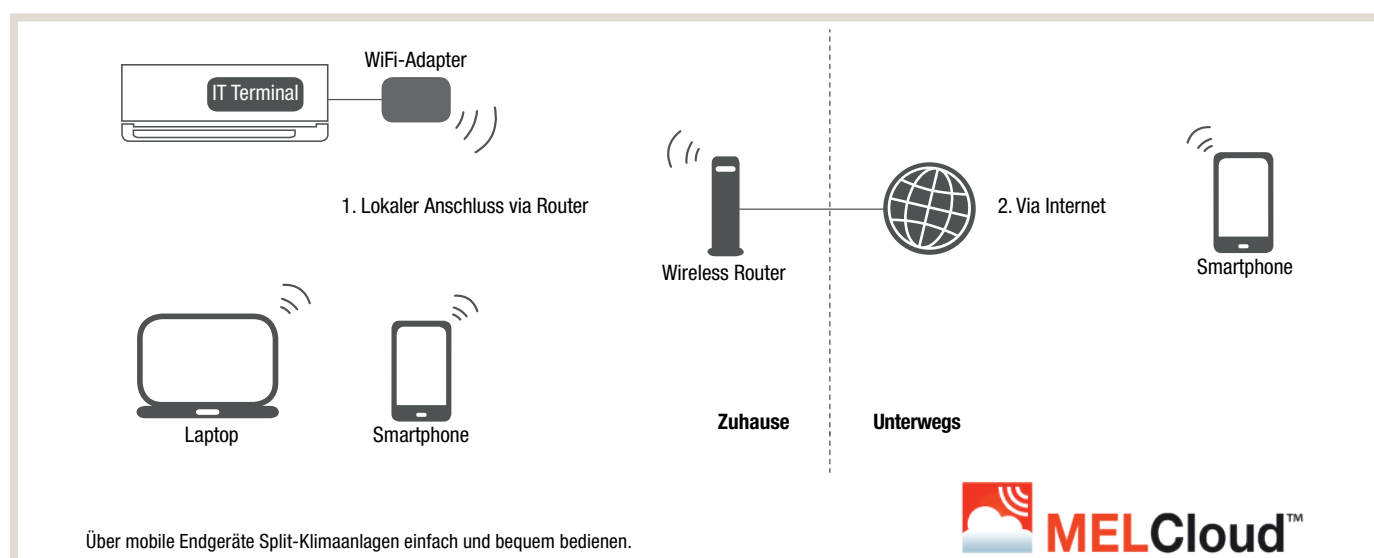 WiFi-Adapter
IT Terminal
1. Lokaler Anschluss via Router
2. Via Internet
Wireless Router
Smartphone
Laptop
Smartphone
Zuhause
Unterwegs
Über mobile Endgeräte Split-Klimaanlagen einfach und bequem bedienen.
MELCloud™